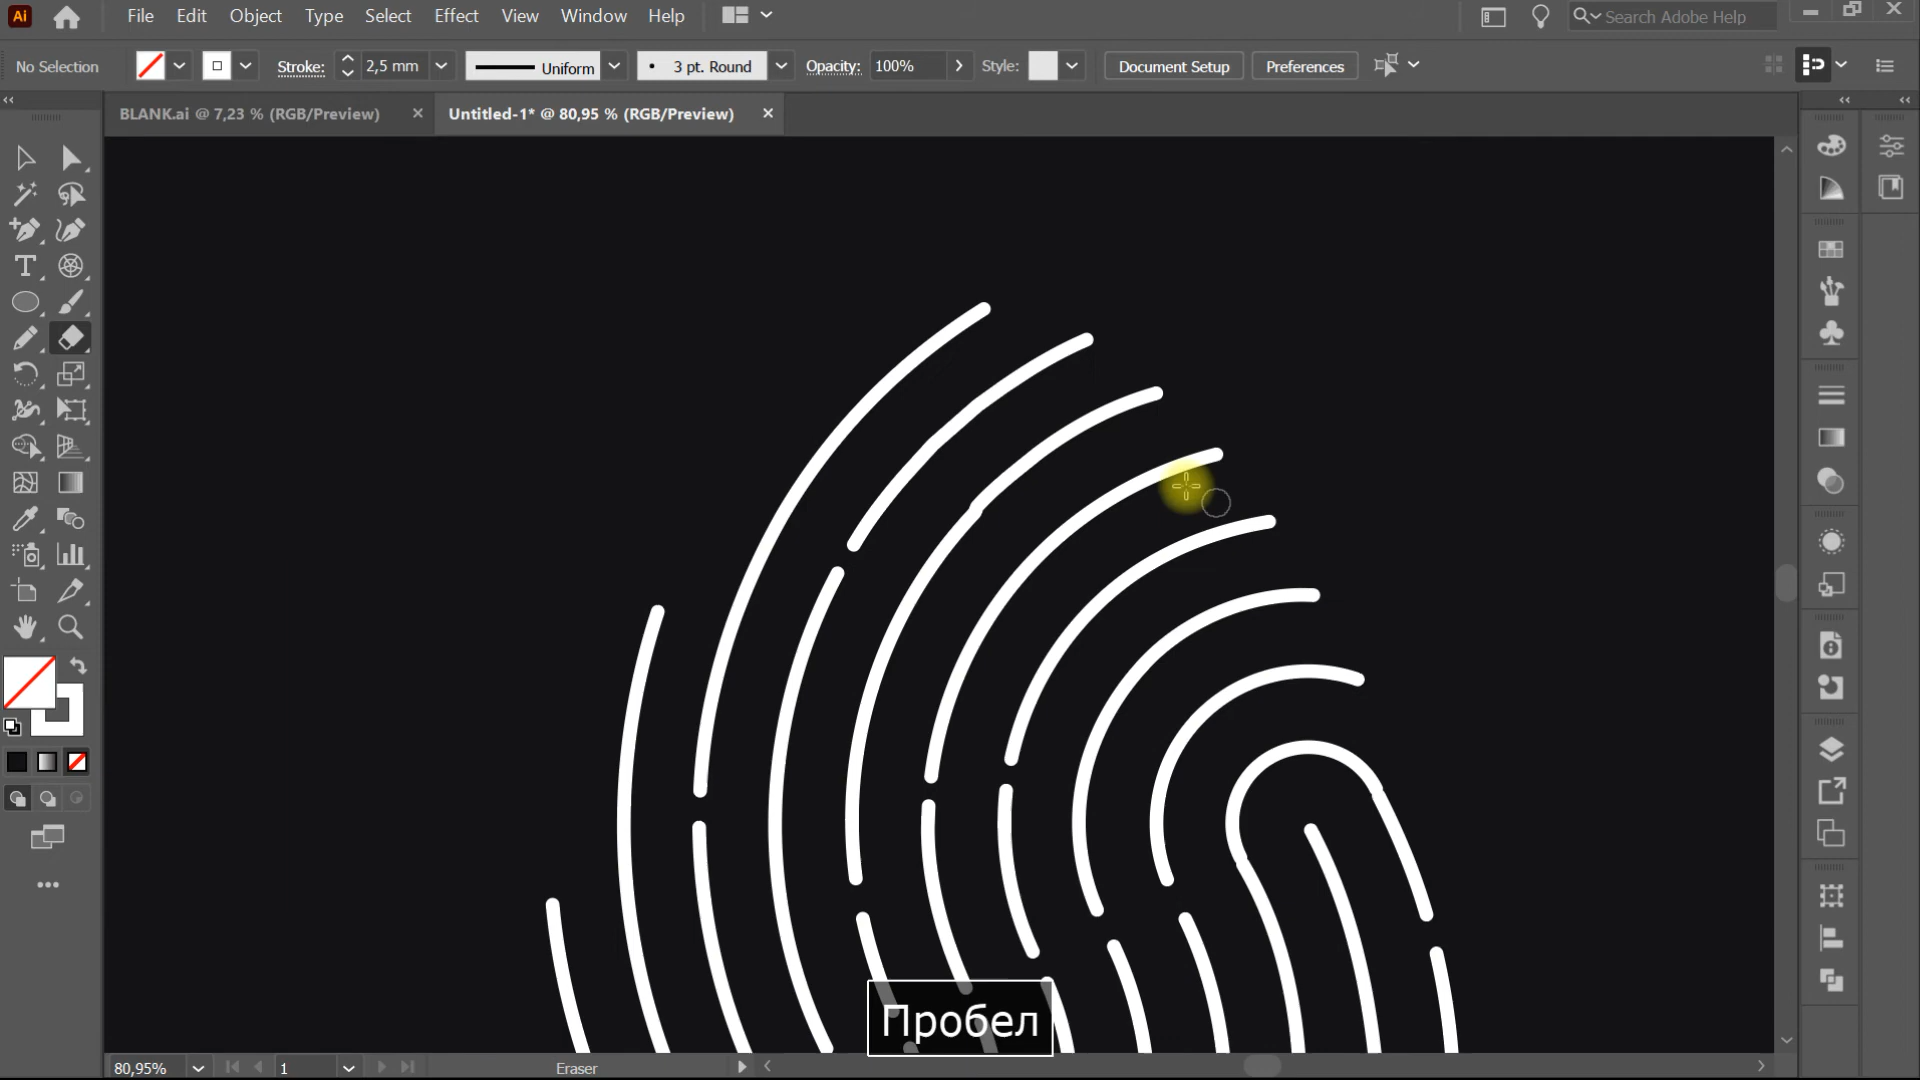 Ai
File Edit Object Type Select Effect View Window Help
Search Adobe Help
No Selection
Stroke: 2,5 mm
Uniform
3 pt. Round
Opacity: 100%
Style:
Document Setup
Preferences
BLANK.ai @ 7,23 % (RGB/Preview)
Untitled-1* @ 80,95 % (RGB/Preview)
T
Пробел
80,95%
1
Eraser